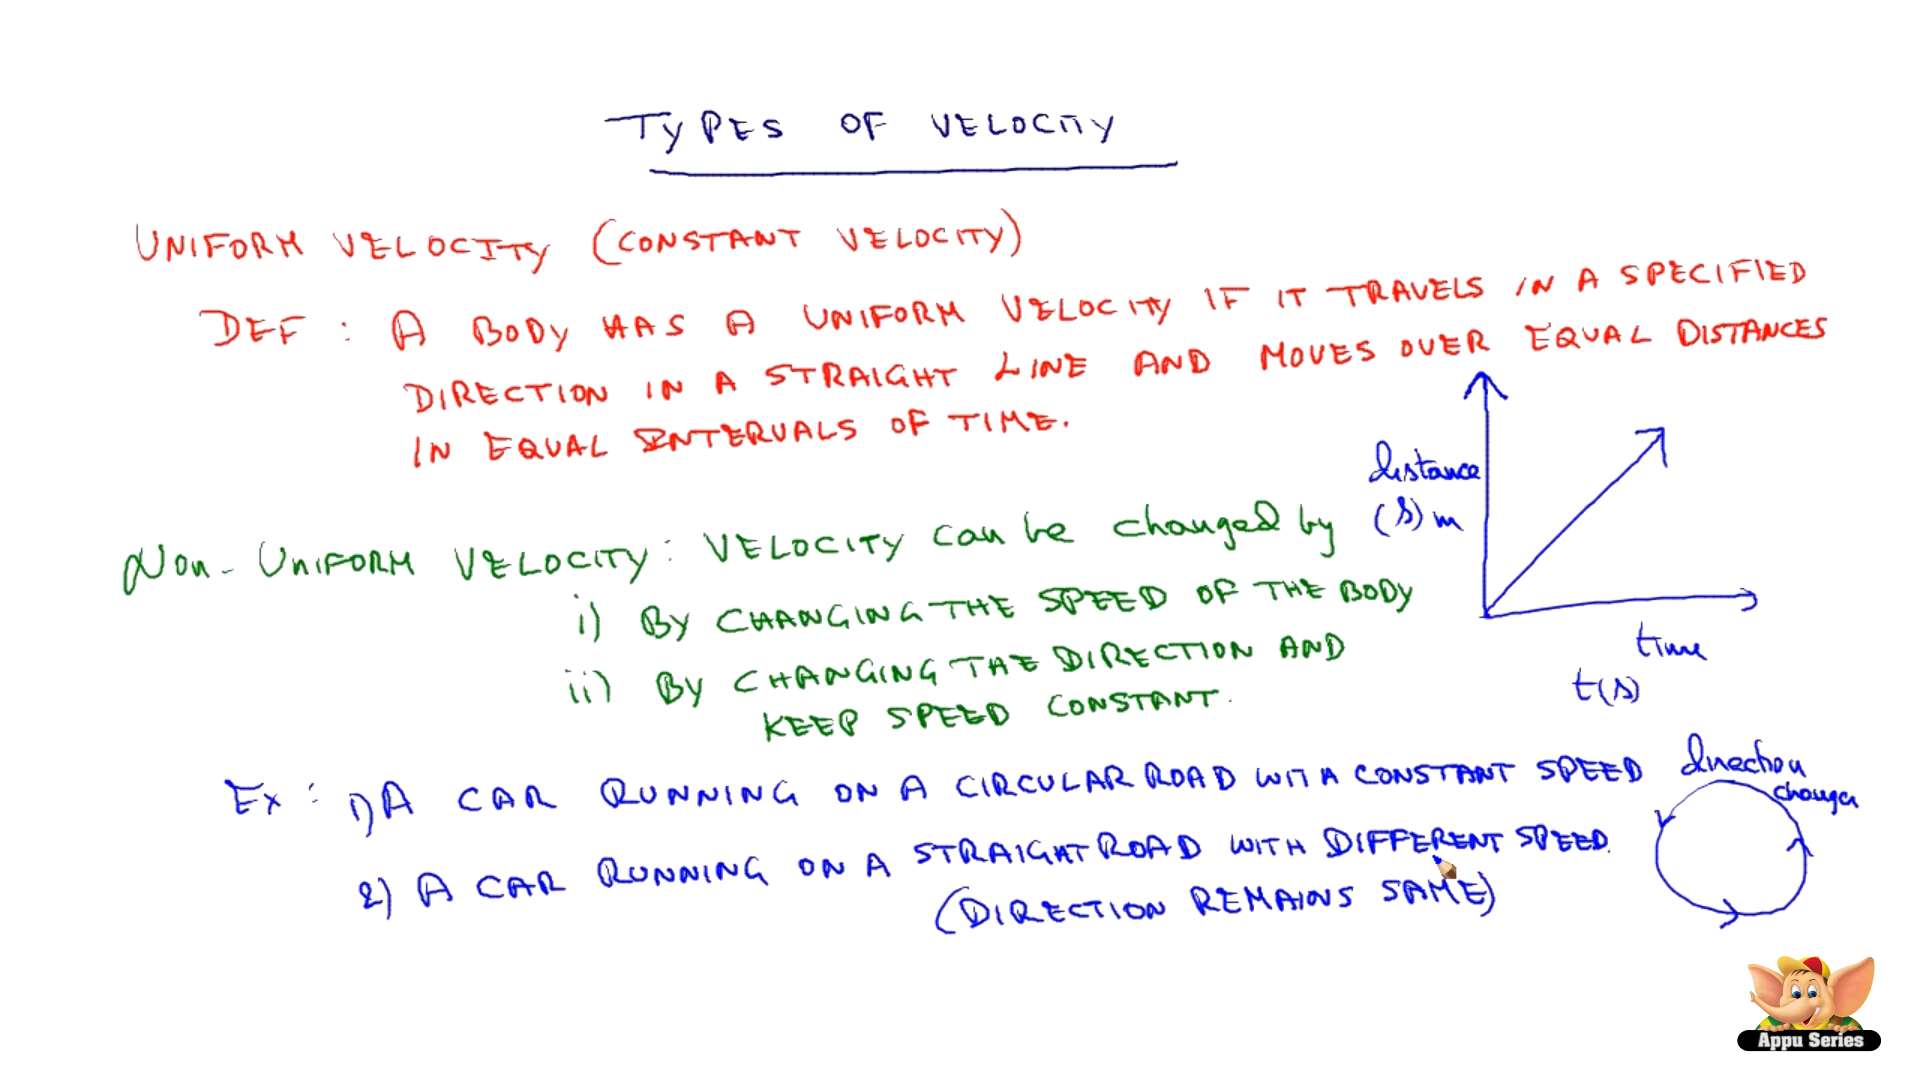 TYPES OF VELOCITY
UNIFORM VELOCITY (CONSTANT VELOCITY)
DEF : A BODY HAS A UNIFORM VELOCITY IF IT TRAVELS IN A SPECIFIED
DIRECTION IN A STRAIGHT LINE AND MOVES OVER EQUAL DISTANCES
IN EQUAL INTERVALS OF TIME.
distance
(s) m
time
t(s)
Non-UNIFORM VELOCITY: VELOCITY can be changed by
i) BY CHANGING THE SPEED OF THE BODY
ii) BY CHANGING THE DIRECTION AND
KEEP SPEED CONSTANT.
Ex: 1) A CAR RUNNING ON A CIRCULAR ROAD WITH A CONSTANT SPEED
direction
changer
2) A CAR RUNNING ON A STRAIGHT ROAD WITH DIFFERENT SPEED.
(DIRECTION REMAINS SAME)
Appu Series